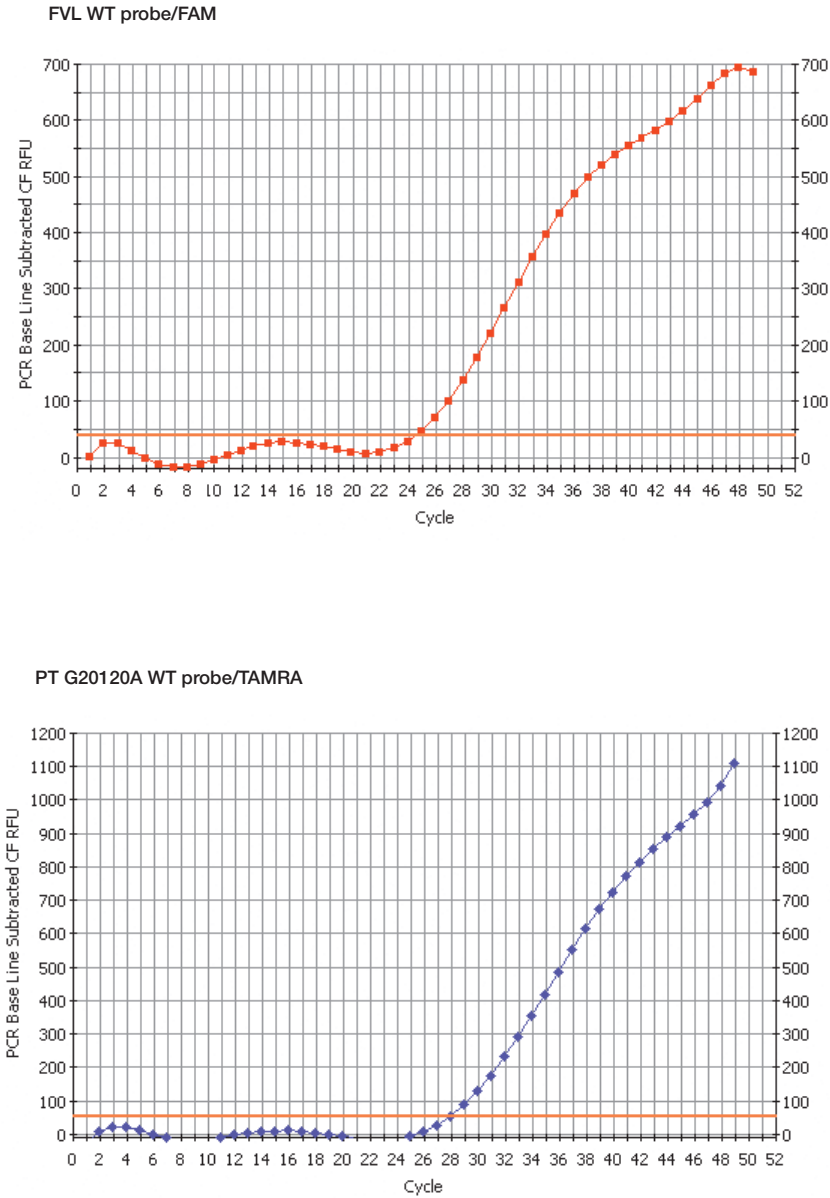 FVL WT probe/FAM
PCR Base Line Subtracted CF RFU
700 700
600 600
500 500
400 400
300 300
200 200
100 100
0 0
0 2 4 6 8 10 12 14 16 18 20 22 24 26 28 30 32 34 36 38 40 42 44 46 48 50 52
Cycle
PT G20120A WT probe/TAMRA
PCR Base Line Subtracted CF RFU
1200 1200
1100 1100
1000 1000
900 900
800 800
700 700
600 600
500 500
400 400
300 300
200 200
100 100
0 0
0 2 4 6 8 10 12 14 16 18 20 22 24 26 28 30 32 34 36 38 40 42 44 46 48 50 52
Cycle